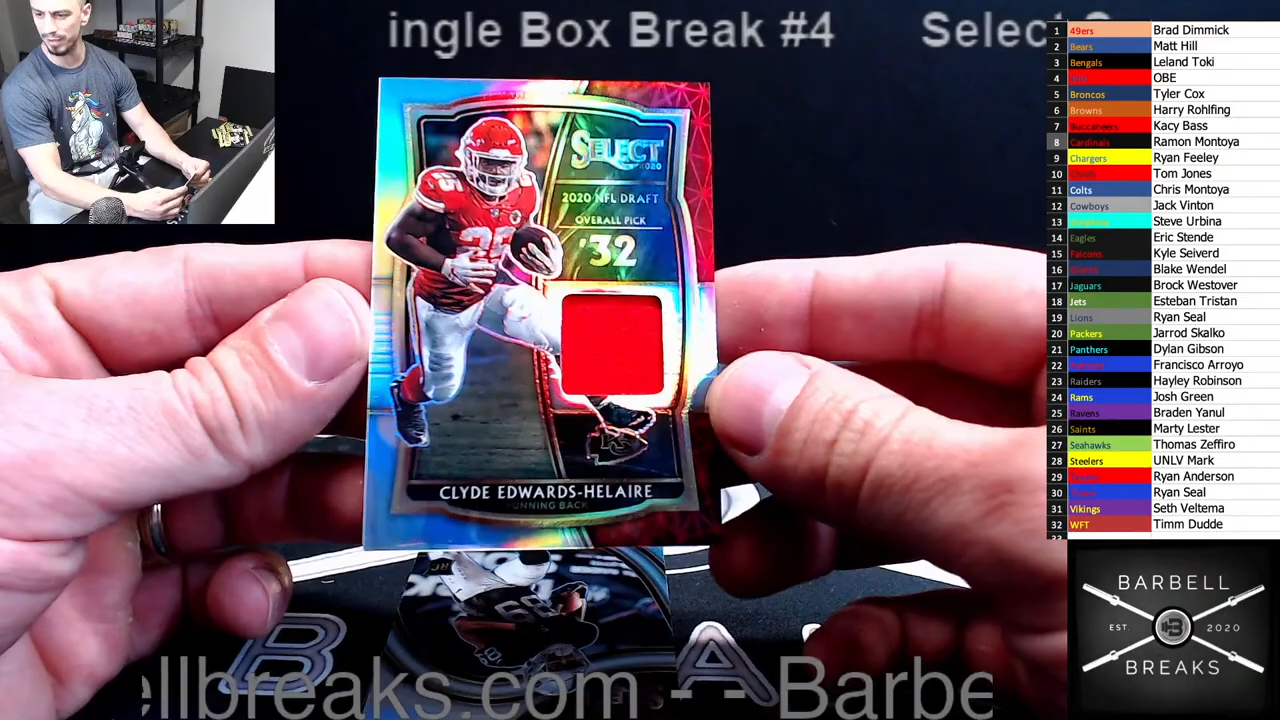 ingle Box Break #4 Select
SELECT
2020
2020 NFL DRAFT
OVERALL PICK
'32
25
CLYDE EDWARDS-HELAIRE
RUNNING BACK
1 49ers Brad Dimmick
2 Bears Matt Hill
3 Bengals Leland Toki
4 OBE
5 Broncos Tyler Cox
6 Browns Harry Rohlfing
7 Buccaneers Kacy Bass
8 Cardinals Ramon Montoya
9 Chargers Ryan Feeley
10 Chiefs Tom Jones
11 Colts Chris Montoya
12 Cowboys Jack Vinton
13 Dolphins Steve Urbina
14 Eagles Eric Stende
15 Falcons Kyle Seiverd
16 Giants Blake Wendel
17 Jaguars Brock Westover
18 Jets Esteban Tristan
19 Lions Ryan Seal
20 Packers Jarrod Skalko
21 Panthers Dylan Gibson
22 Francisco Arroyo
23 Raiders Hayley Robinson
24 Rams Josh Green
25 Ravens Braden Yanul
26 Saints Marty Lester
27 Seahawks Thomas Zeffiro
28 Steelers UNLV Mark
29 Ryan Anderson
30 Ryan Seal
31 Vikings Seth Veltema
32 WFT Timm Dudde
33
BARBELL
EST. 2020
BREAKS
B A
ellbreaks.com - - Barbe